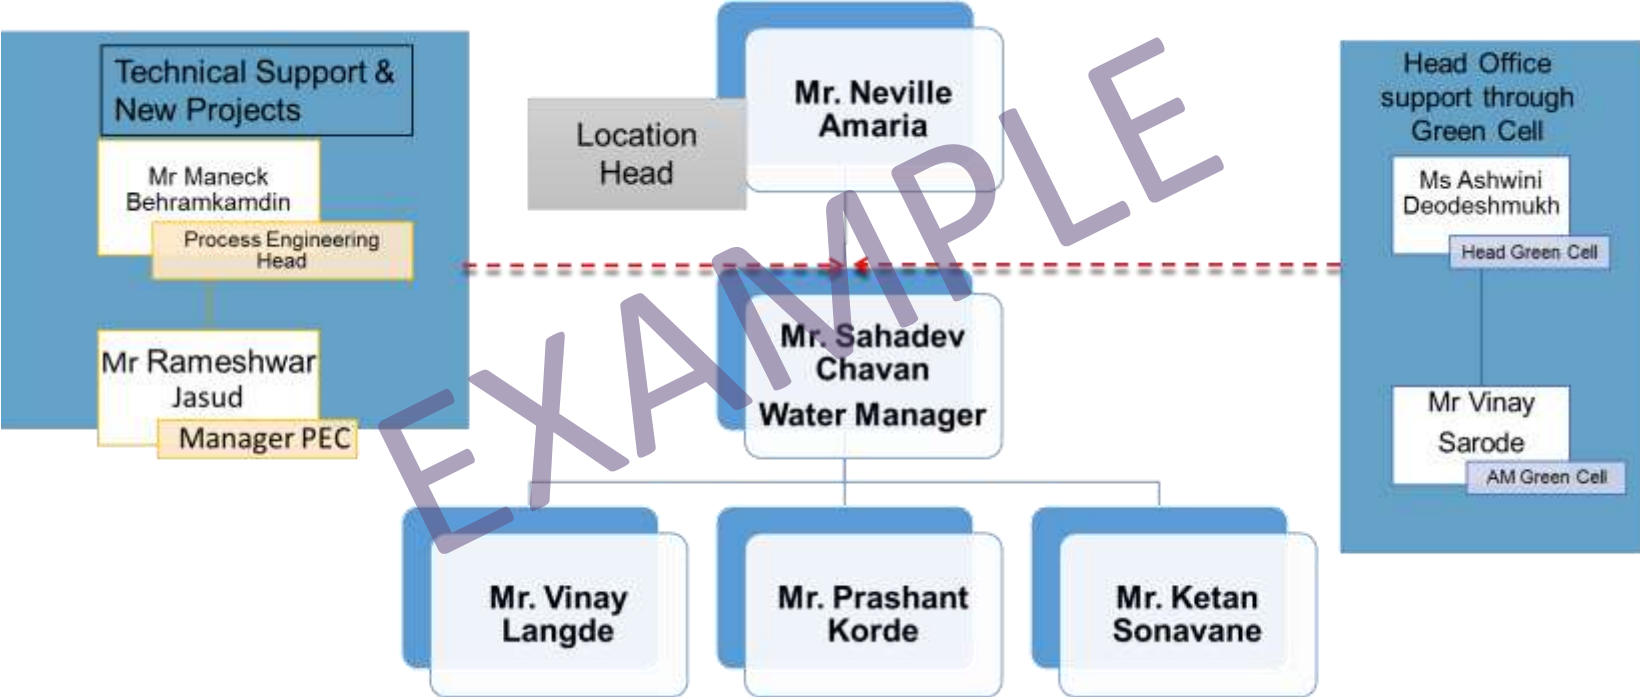 Technical Support &
New Projects
Mr Maneck
Behramkamdin
Process Engineering
Head
Mr Rameshwar
Jasud
Manager PEC
Location
Head
Mr. Neville
Amaria
Mr. Sahadev
Chavan
Water Manager
Mr. Vinay
Langde
Mr. Prashant
Korde
Mr. Ketan
Sonavane
Head Office
support through
Green Cell
Ms Ashwini
Deodeshmukh
Head Green Cell
Mr Vinay
Sarode
AM Green Cell
EXAMPLE